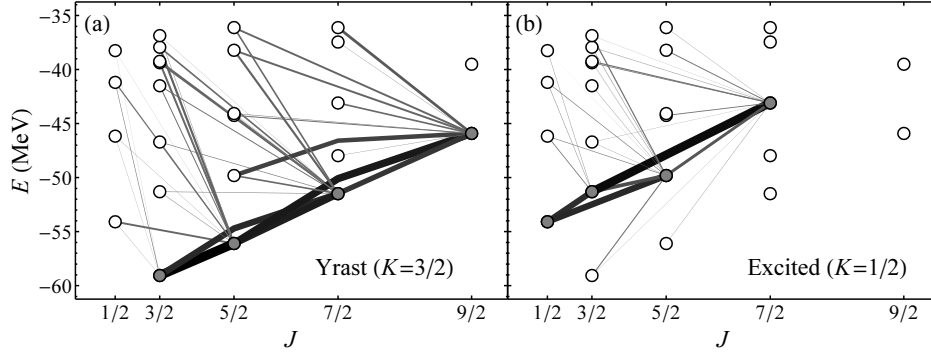 (a)
(b)
E (MeV)
−35
−40
−45
−50
−55
−60
Yrast (K=3/2)
Excited (K=1/2)
1/2 3/2 5/2 7/2 9/2
1/2 3/2 5/2 7/2 9/2
J
J